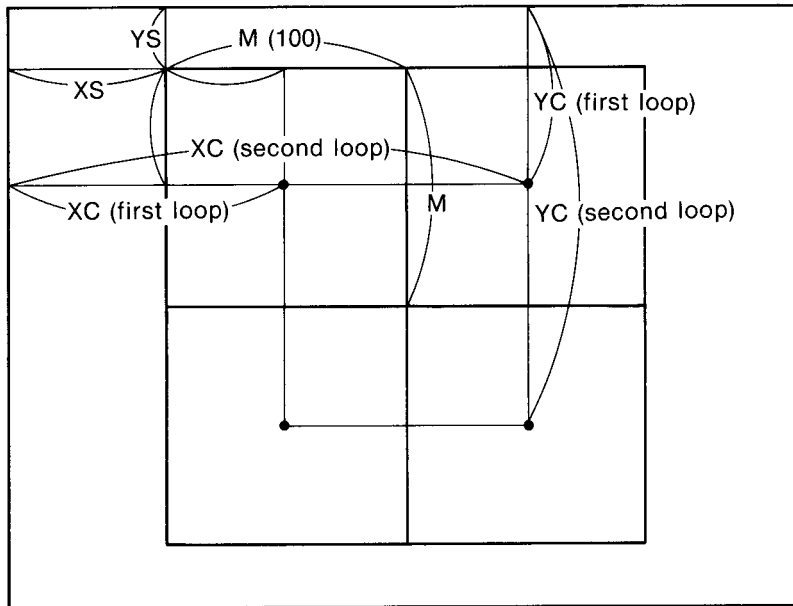 YS
M (100)
XS
YC (first loop)
XC (second loop)
XC (first loop)
M
YC (second loop)